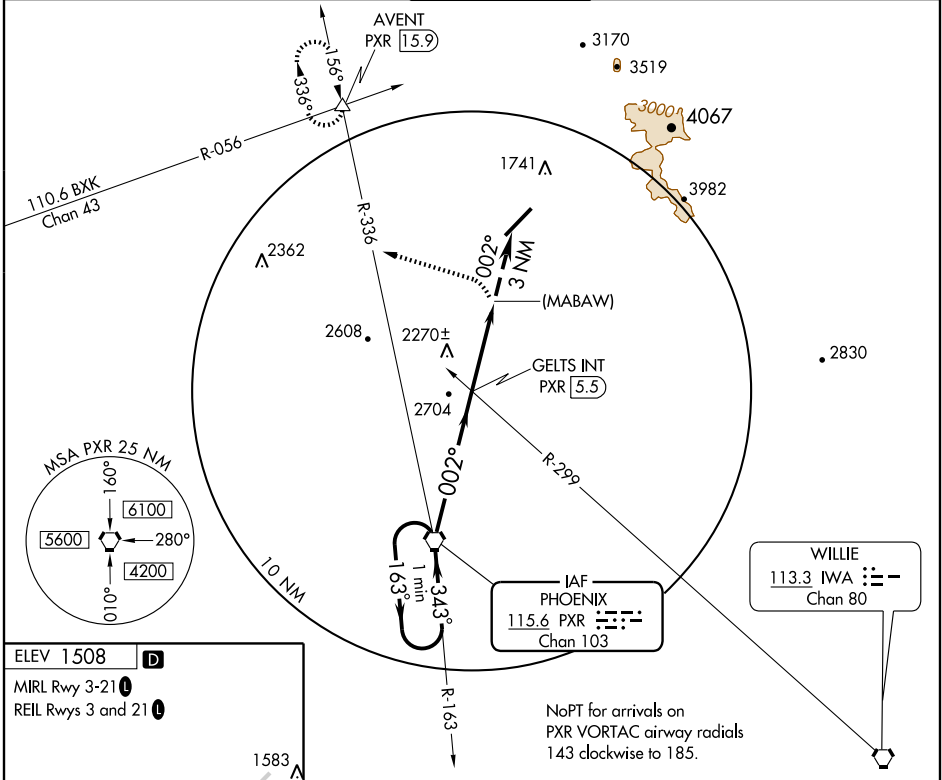 AVENT
PXR 15.9
3170
3519
156°
336°
3000
4067
R-056
1741
110.6 BXK
Chan 43
3982
R-336
2362
002°
3 NM
(MABAW)
2608
2270±
2830
GELTS INT
PXR 5.5
2704
MSA PXR 25 NM
002°
R-299
160°
6100
5600
280°
4200
010°
10 NM
163°
1 min
343°
IAF
PHOENIX
115.6 PXR
Chan 103
WILLIE
113.3 IWA
Chan 80
ELEV 1508 D
MIRL Rwy 3-21 L
REIL Rwys 3 and 21 L
R-163
NoPT for arrivals on
PXR VORTAC airway radials
143 clockwise to 185.
1583